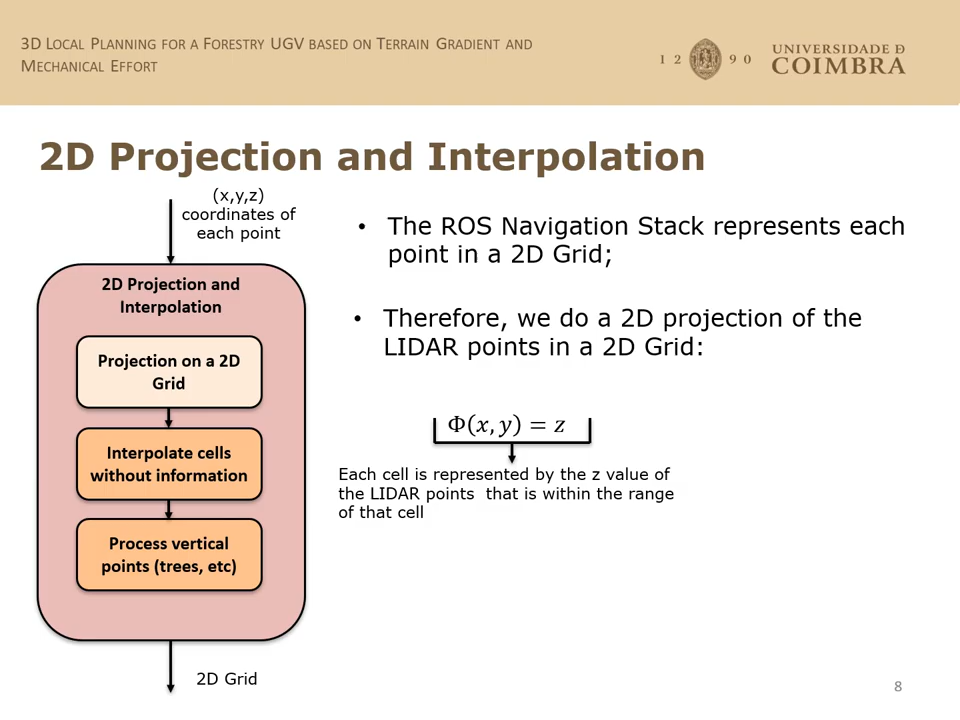 3D Local Planning for a Forestry UGV based on Terrain Gradient and
Mechanical Effort
1 2 9 0
UNIVERSIDADE D
COIMBRA
2D Projection and Interpolation
(x,y,z)
coordinates of
each point
2D Projection and
Interpolation
Projection on a 2D
Grid
Interpolate cells
without information
Process vertical
points (trees, etc)
2D Grid
• The ROS Navigation Stack represents each
point in a 2D Grid;
• Therefore, we do a 2D projection of the
LIDAR points in a 2D Grid:
Φ(x, y) = z
Each cell is represented by the z value of
the LIDAR points that is within the range
of that cell
8